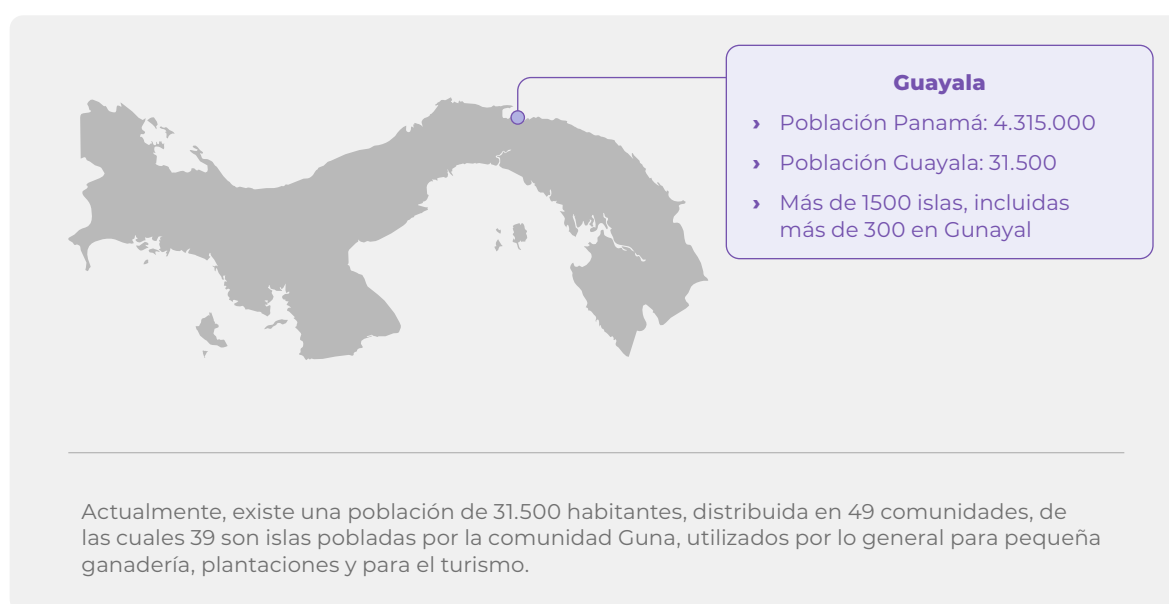 Guayala
› Población Panamá: 4.315.000
› Población Guayala: 31.500
› Más de 1500 islas, incluidas
más de 300 en Gunayal
Actualmente, existe una población de 31.500 habitantes, distribuida en 49 comunidades, de
las cuales 39 son islas pobladas por la comunidad Guna, utilizados por lo general para pequeña
ganadería, plantaciones y para el turismo.